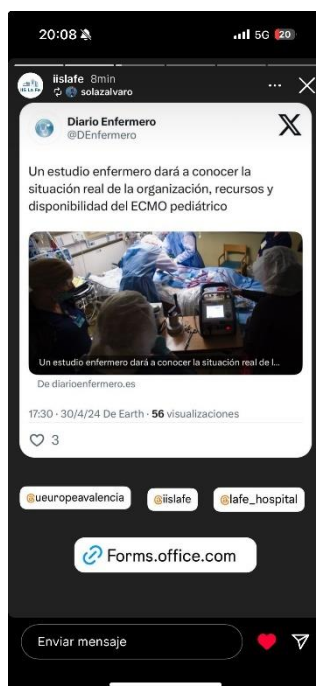 20:08
5G 20
iislafe 8min
solazalvaro
Diario Enfermero
@DEnfermero
Un estudio enfermero dará a conocer la
situación real de la organización, recursos y
disponibilidad del ECMO pediátrico
Un estudio enfermero dará a conocer la situación real de l...
De diarioenfermero.es
17:30 · 30/4/24 De Earth · 56 visualizaciones
3
@ueuropeavalencia @iislafe @lafe_hospital
Forms.office.com
Enviar mensaje